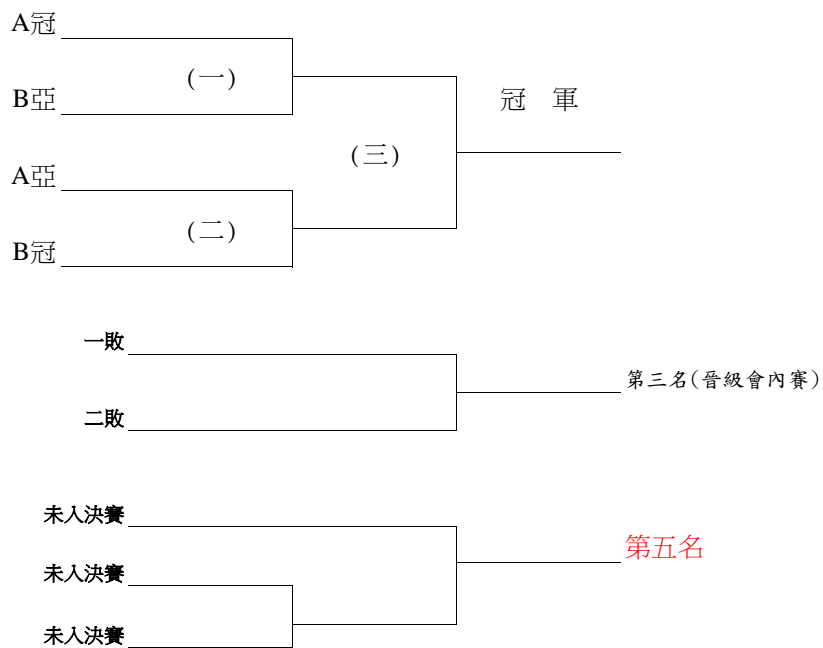 A冠
(一)
B亞
冠 軍
(三)
A亞
(二)
B冠
一敗
第三名(晉級會內賽)
二敗
未入決賽
第五名
未入決賽
未入決賽